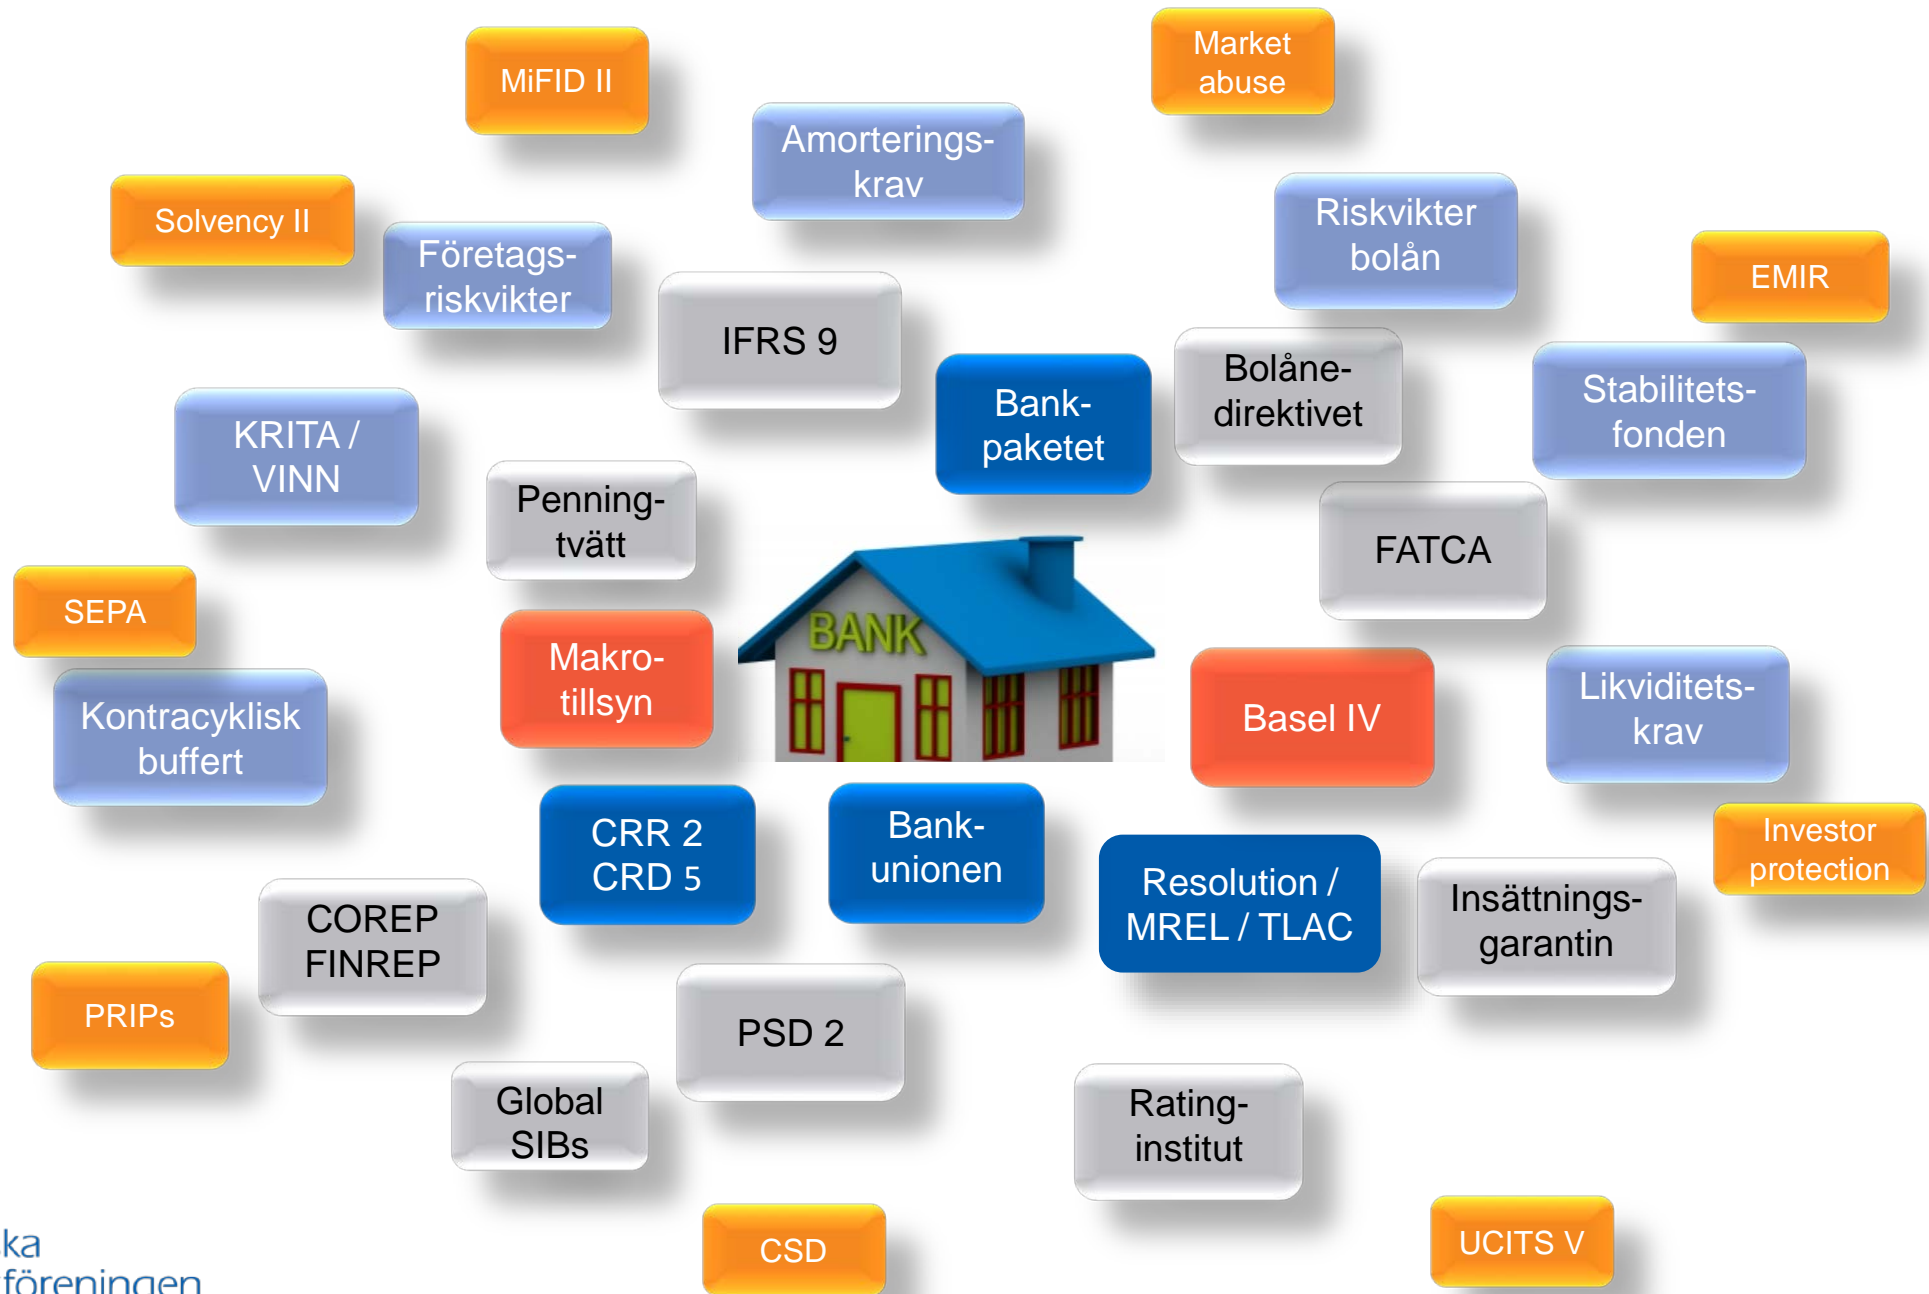 Market
abuse
MiFID II
Amorterings-
krav
Solvency II
Riskvikter
bolån
Företags-
riskvikter
EMIR
IFRS 9
Bolåne-
direktivet
Stabilitets-
fonden
Bank-
paketet
KRITA /
VINN
Penning-
tvätt
FATCA
SEPA
BANK
Makro-
tillsyn
Basel IV
Likviditets-
krav
Kontracyklisk
buffert
CRR 2
CRD 5
Bank-
unionen
Investor
protection
Resolution /
MREL / TLAC
Insättnings-
garantin
COREP
FINREP
PRIPs
PSD 2
Global
SIBs
Rating-
institut
CSD
UCITS V
ka
föreningen